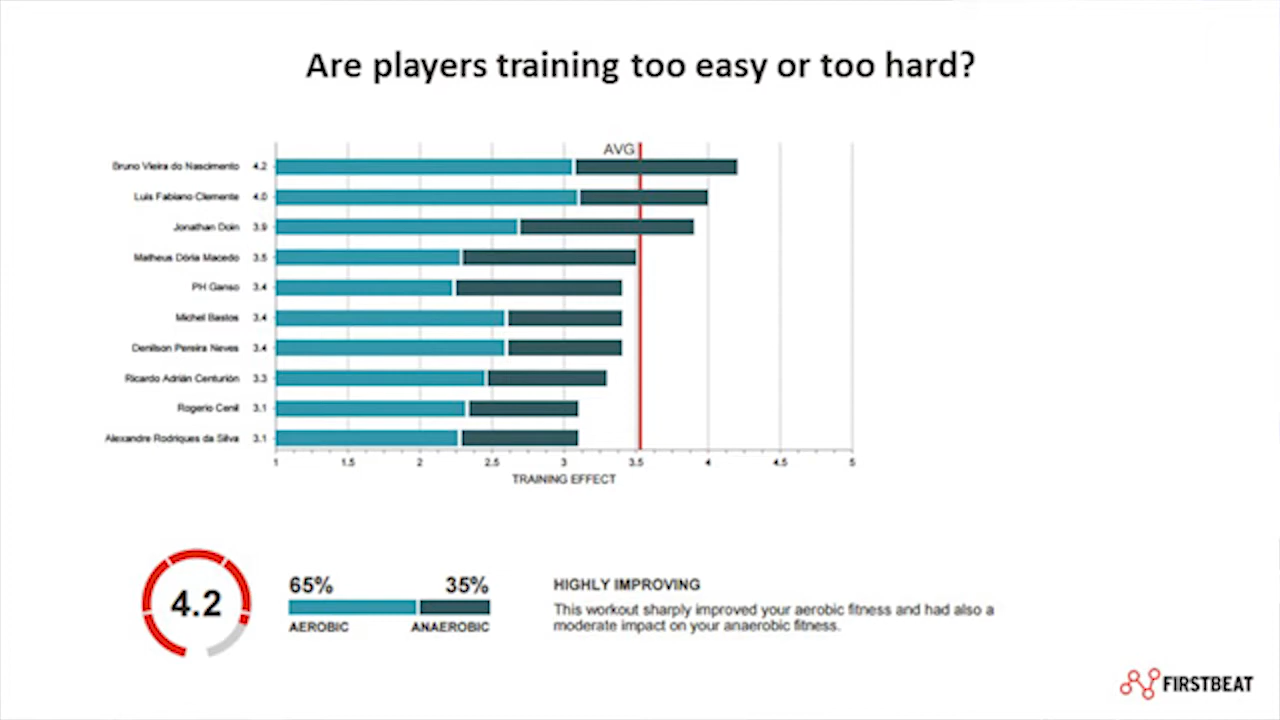 Are players training too easy or too hard?
AVG
Bruno Vieira do Nascimento 4.2
Luis Fabiano Clemente 4.0
Jonathan Doin 3.9
Matheus Dória Macedo 3.5
PH Ganso 3.4
Michel Bastos 3.4
Denilson Pereira Neves 3.4
Ricardo Adrián Centurión 3.3
Rogerio Cenil 3.1
Alexandre Rodriques da Silva 3.1
1 1.5 2 2.5 3 3.5 4 4.5 5
TRAINING EFFECT
4.2
65% 35%
AEROBIC ANAEROBIC
HIGHLY IMPROVING
This workout sharply improved your aerobic fitness and had also a
moderate impact on your anaerobic fitness.
FIRSTBEAT